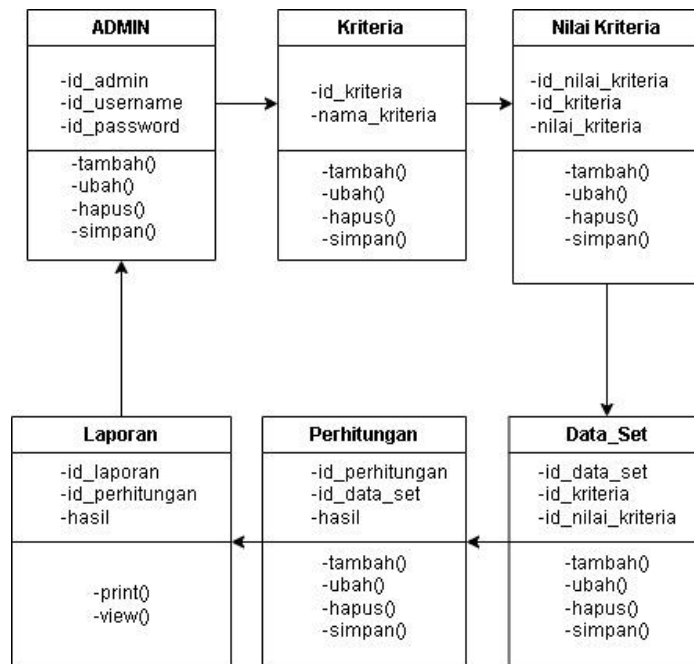 ADMIN
-id_admin
-id_username
-id_password
-tambah()
-ubah()
-hapus()
-simpan()
Kriteria
-id_kriteria
-nama_kriteria
-tambah()
-ubah()
-hapus()
-simpan()
Nilai Kriteria
-id_nilai_kriteria
-id_kriteria
-nilai_kriteria
-tambah()
-ubah()
-hapus()
-simpan()
Laporan
-id_laporan
-id_perhitungan
-hasil
-print()
-view()
Perhitungan
-id_perhitungan
-id_data_set
-hasil
-tambah()
-ubah()
-hapus()
-simpan()
Data_Set
-id_data_set
-id_kriteria
-id_nilai_kriteria
-tambah()
-ubah()
-hapus()
-simpan()